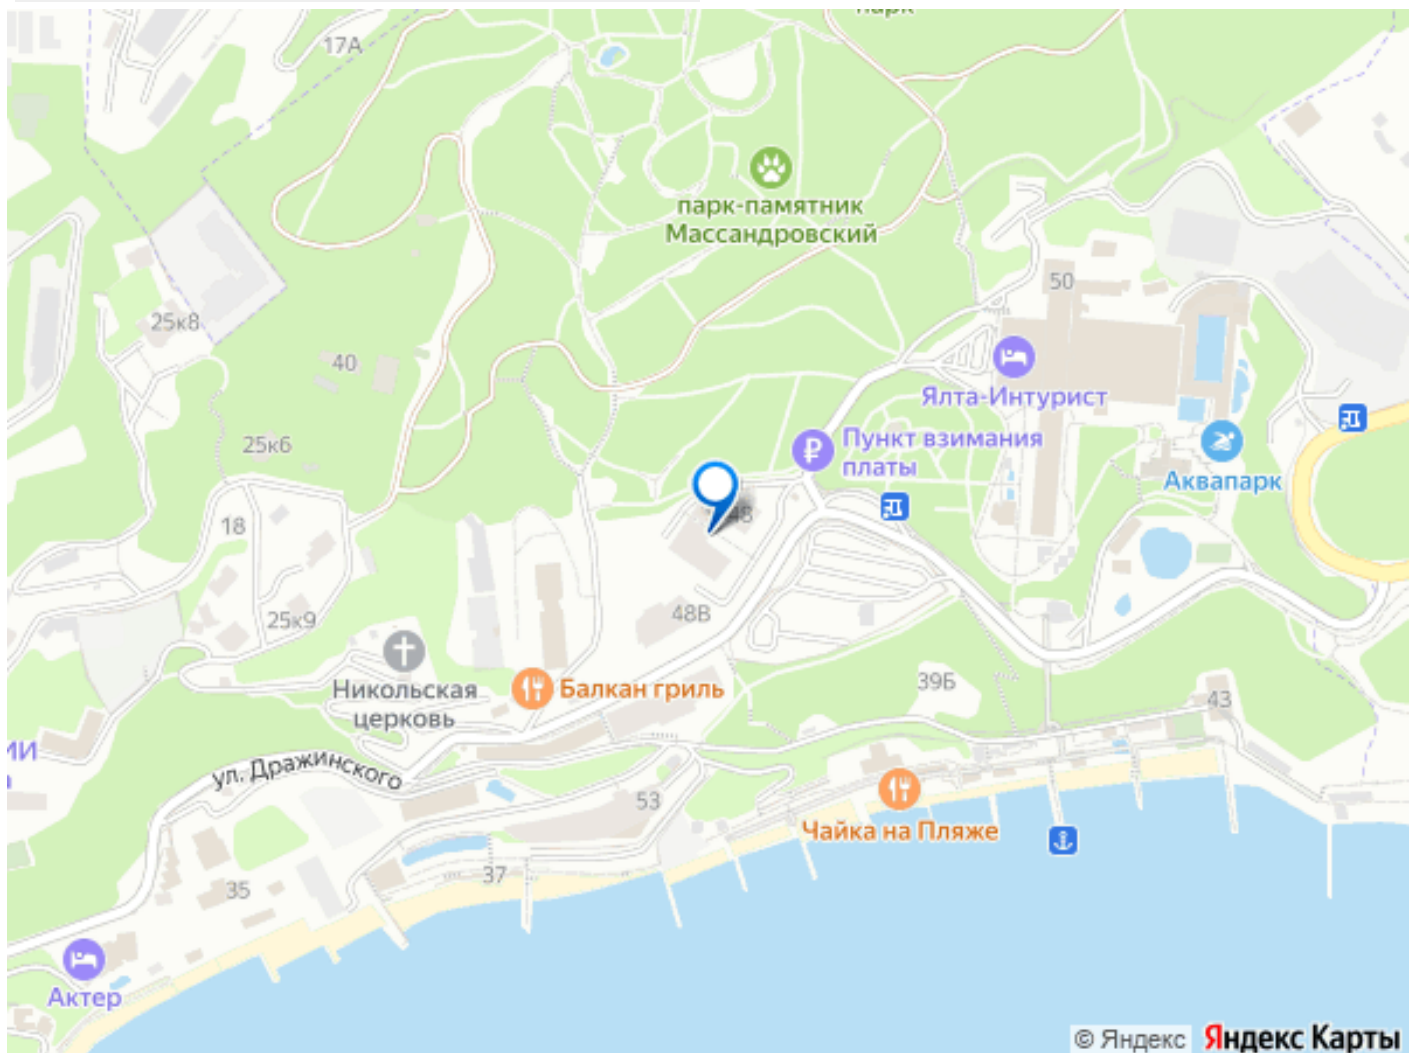 парк
17А
парк-памятник
Массандровский
50
25к8
40
Ялта-Интурист
25к6
Пункт взимания
платы
Аквапарк
18
48
25к9
48В
Никольская
церковь
Балкан гриль
39Б
43
ул. Дражинского
53
Чайка на Пляже
37
35
Актер
© Яндекс Яндекс Карты